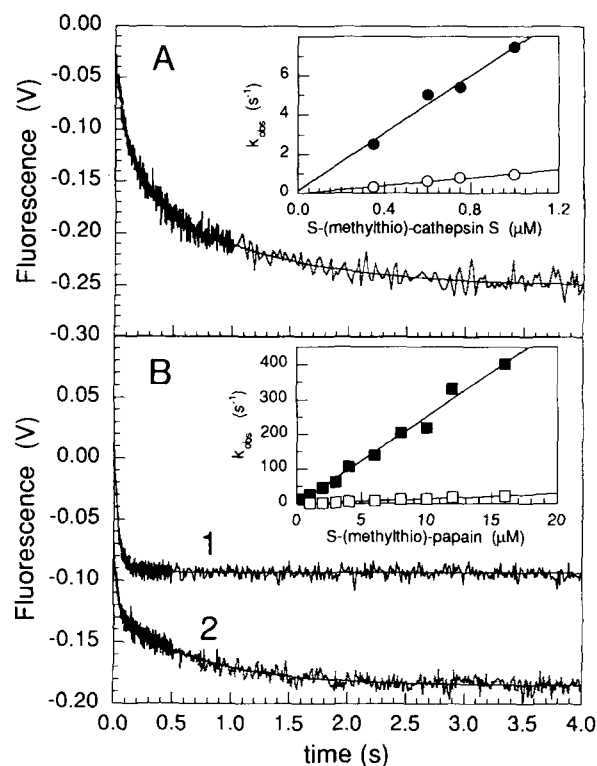 0.00
-0.05
-0.10
-0.15
-0.20
-0.25
-0.30
Fluorescence (V)
A
6
4
2
0
k_obs (s⁻¹)
0.0 0.4 0.8 1.2
S-(methylthio)-cathepsin S (μM)
0.00
-0.05
-0.10
-0.15
-0.20
Fluorescence (V)
B
400
300
200
100
0
k_obs (s⁻¹)
0 5 10 15 20
S-(methylthio)-papain (μM)
1
2
0.0 0.5 1.0 1.5 2.0 2.5 3.0 3.5 4.0
time (s)